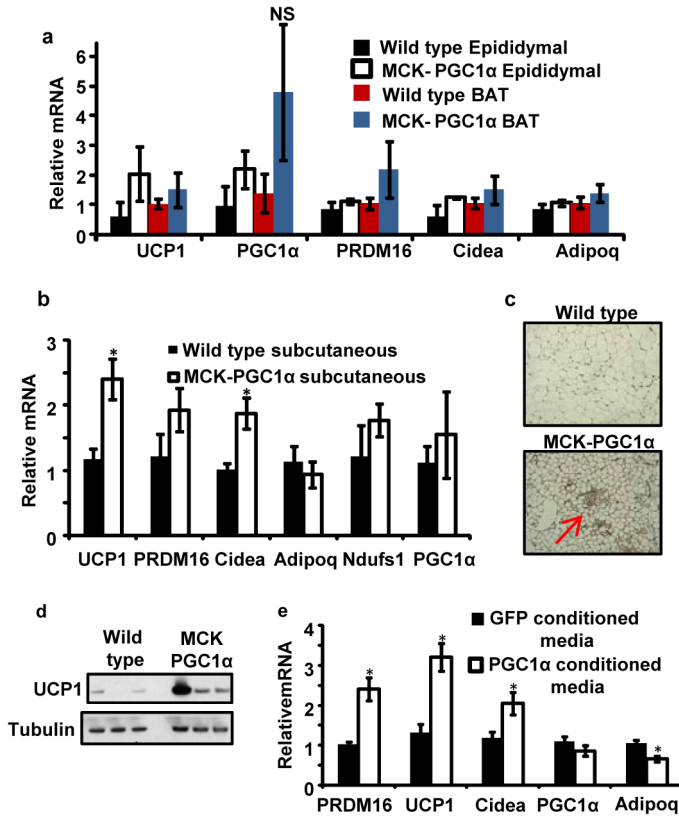 a
NS
Relative mRNA
6
5
4
3
2
1
0
Wild type Epididymal
MCK- PGC1α Epididymal
Wild type BAT
MCK- PGC1α BAT
UCP1 PGC1α PRDM16 Cidea Adipoq
b
Relative mRNA
3
2
1
0
*
*
Wild type subcutaneous
MCK-PGC1α subcutaneous
UCP1 PRDM16 Cidea Adipoq Ndufs1 PGC1α
c
Wild type
MCK-PGC1α
d
Wild type
MCK PGC1α
UCP1
Tubulin
e
RelativemRNA
4
3
2
1
0
*
*
*
*
GFP conditioned media
PGC1α conditioned media
PRDM16 UCP1 Cidea PGC1α Adipoq